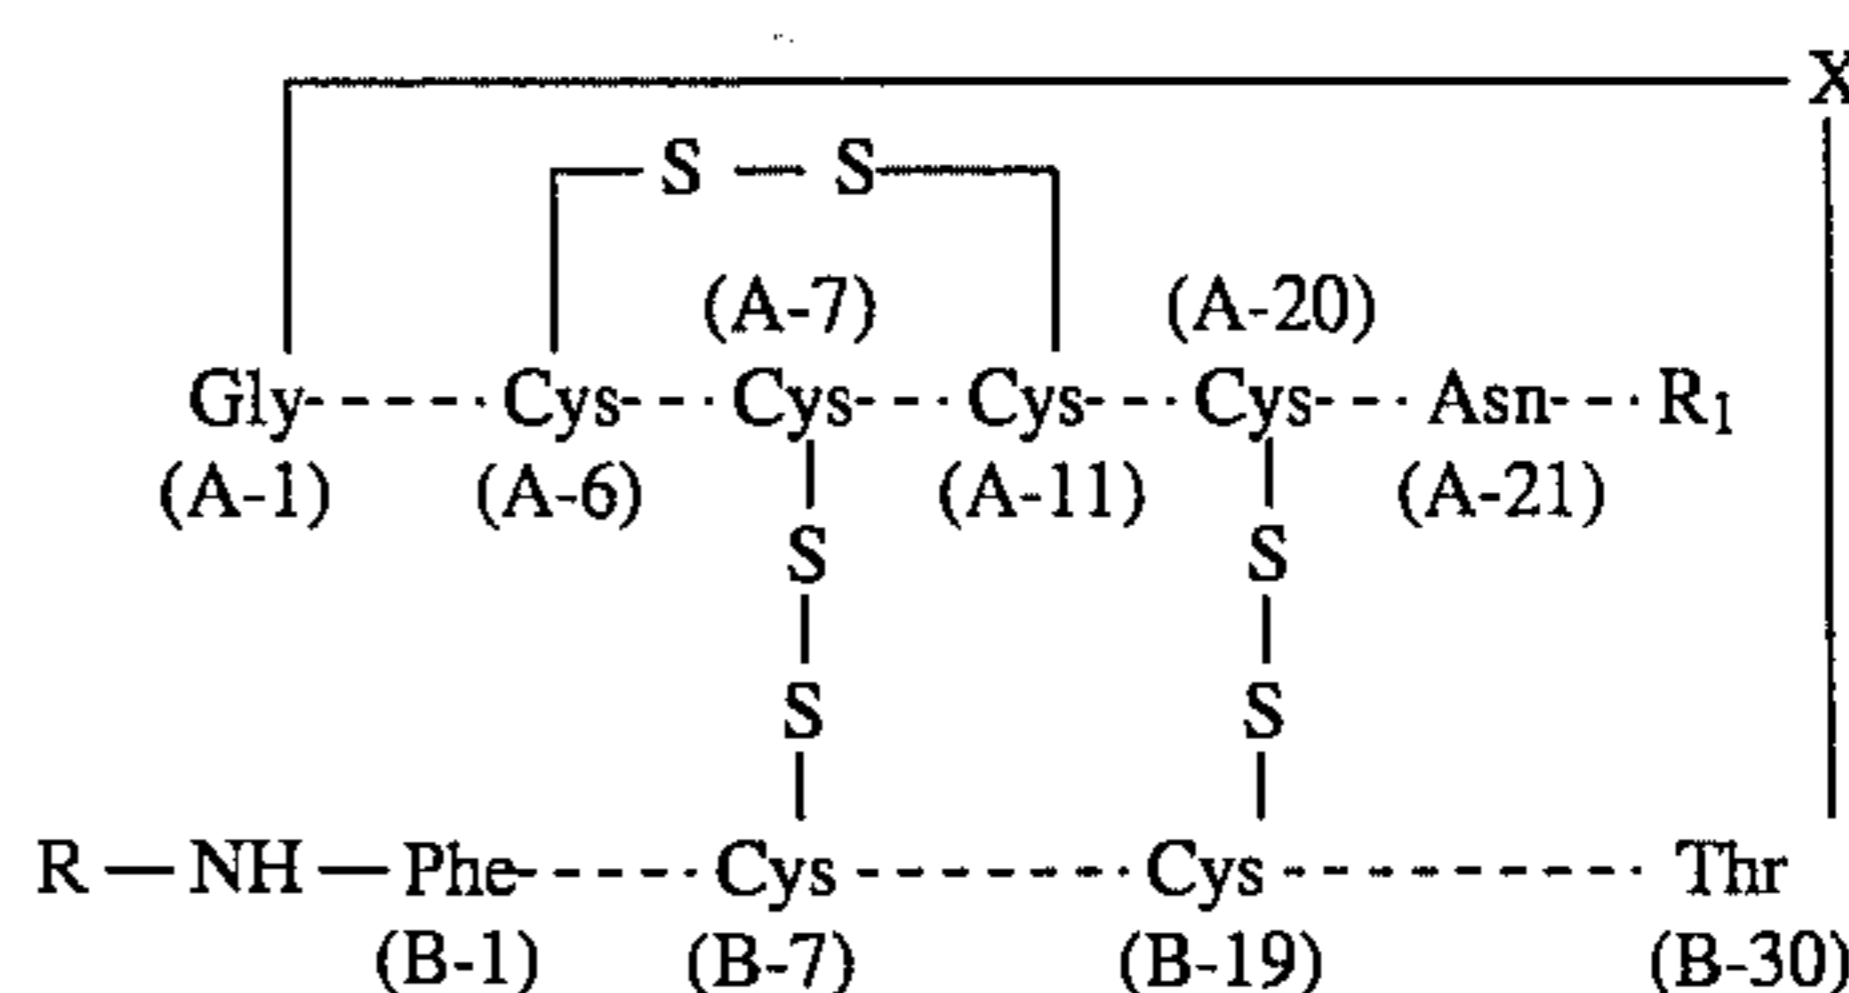 X
S — S
(A-7) (A-20)
Gly-----Cys---Cys---Cys---Cys---Asn---R₁
(A-1) (A-6) (A-11) (A-21)
S S
S S
R — NH — Phe-----Cys-------Cys---------Thr
(B-1) (B-7) (B-19) (B-30)